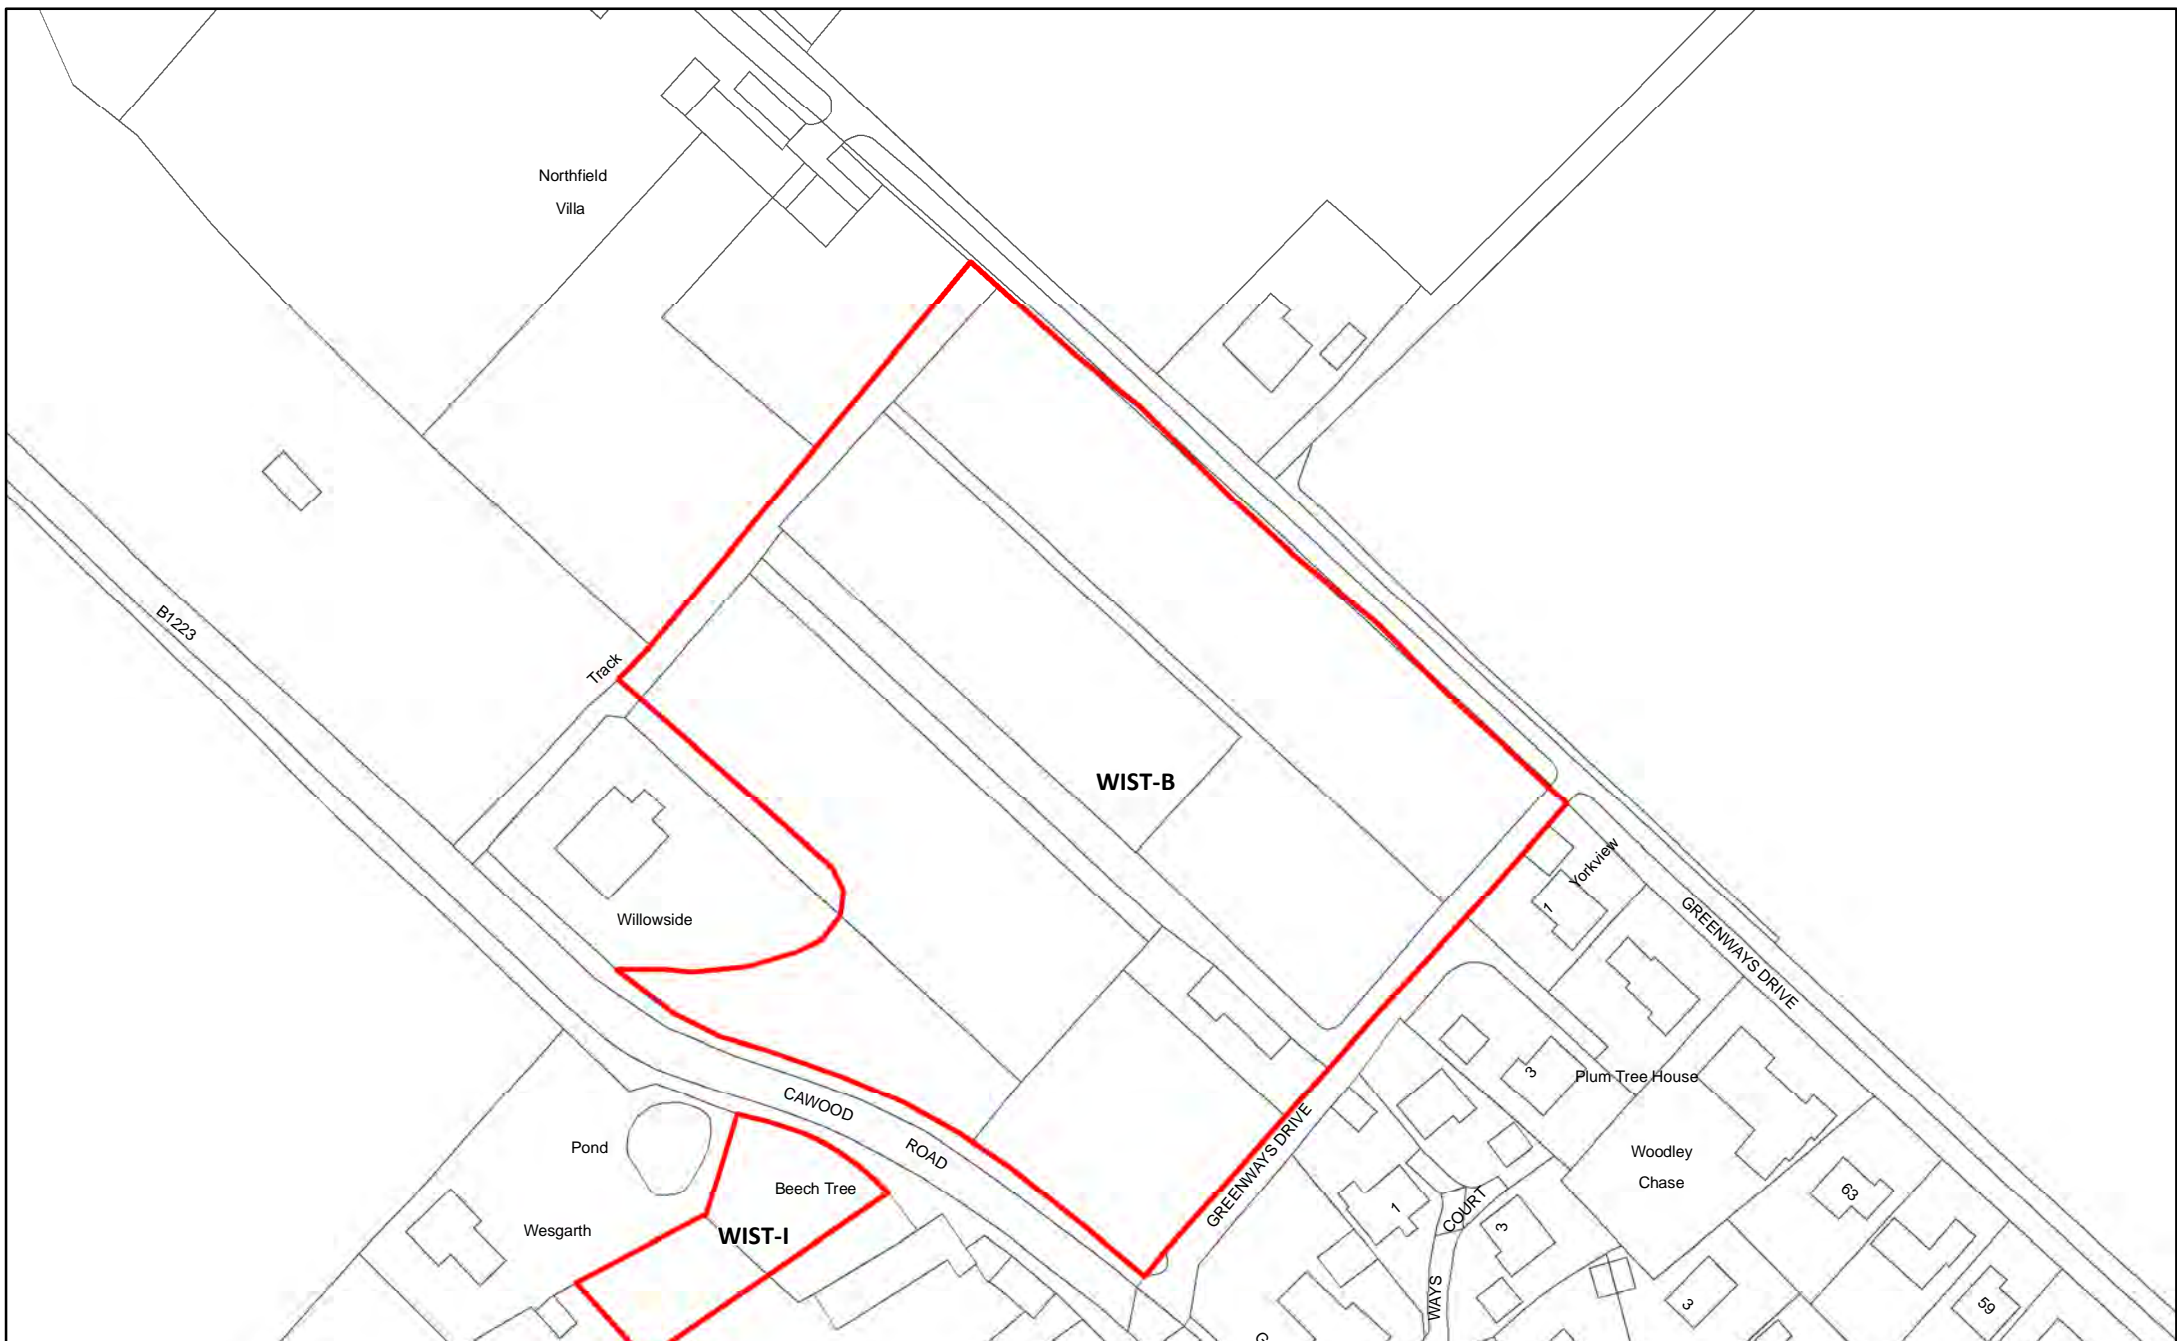 Northfield
Villa
B1223
Track
WIST-B
Willowside
Yorkview
1
GREENWAYS DRIVE
CAWOOD
ROAD
3
Plum Tree House
Pond
GREENWAYS DRIVE
Woodley
Chase
Beech Tree
Wesgarth
WIST-I
1
COURT
3
63
WAYS
3
59
G